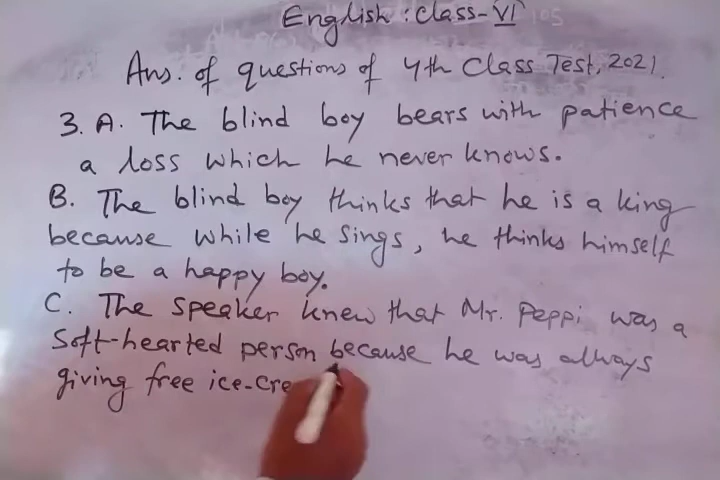 English : Class-VI
Ans. of questions of 4th Class Test, 2021.
3. A. The blind boy bears with patience
a loss which he never knows.
B. The blind boy thinks that he is a king
because while he sings, he thinks himself
to be a happy boy.
C. The speaker knew that Mr. Peppi was a
Soft-hearted person because he was always
giving free ice-cre